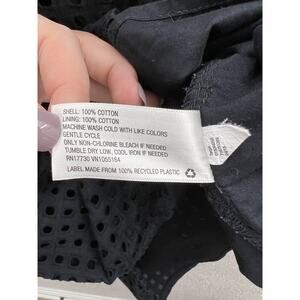 SHELL: 100% COTTON
LINING: 100% COTTON
MACHINE WASH COLD WITH LIKE COLORS
GENTLE CYCLE
ONLY NON-CHLORINE BLEACH IF NEEDED
TUMBLE DRY LOW, COOL IRON IF NEEDED
RN17730 VN1055184
LABEL MADE FROM 100% RECYCLED PLASTIC